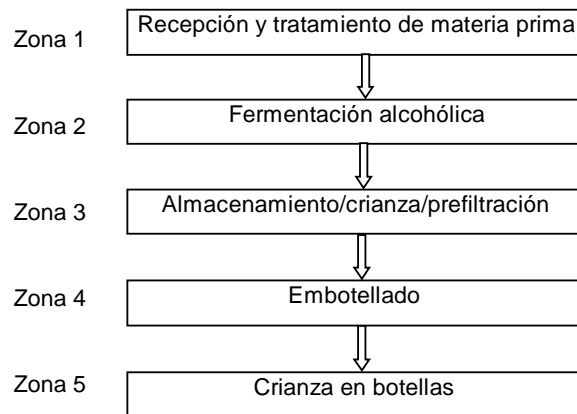 Zona 1
Recepción y tratamiento de materia prima
Zona 2
Fermentación alcohólica
Zona 3
Almacenamiento/crianza/prefiltración
Zona 4
Embotellado
Zona 5
Crianza en botellas